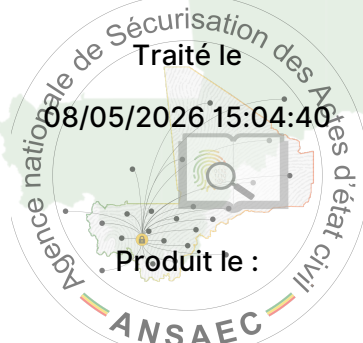 Agence nationale de Sécurisation des Actes d'état civil
Traité le
08/05/2026 15:04:40
Produit le :
ANSAEC